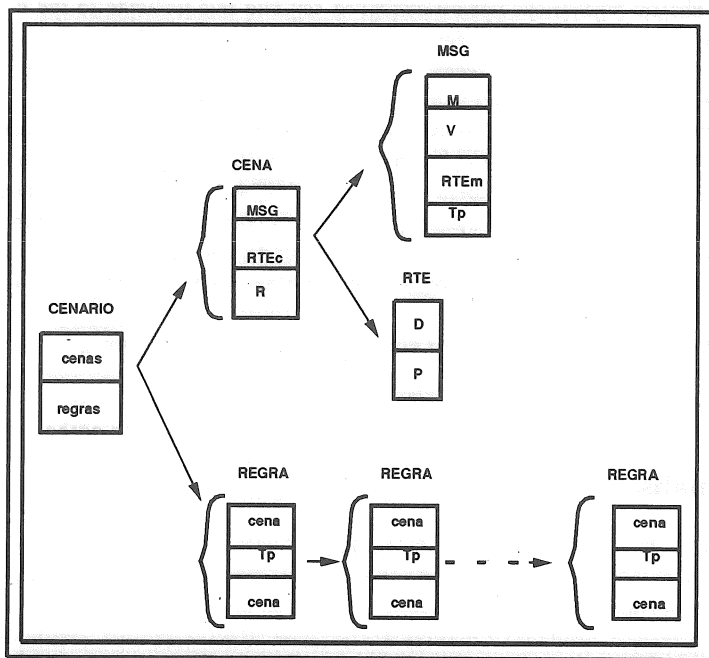 MSG
M
V
RTEm
Tp
CENA
MSG
RTEc
R
RTE
D
P
CENARIO
cenas
regras
REGRA
cena
Tp
cena
REGRA
cena
Tp
cena
REGRA
cena
Tp
cena